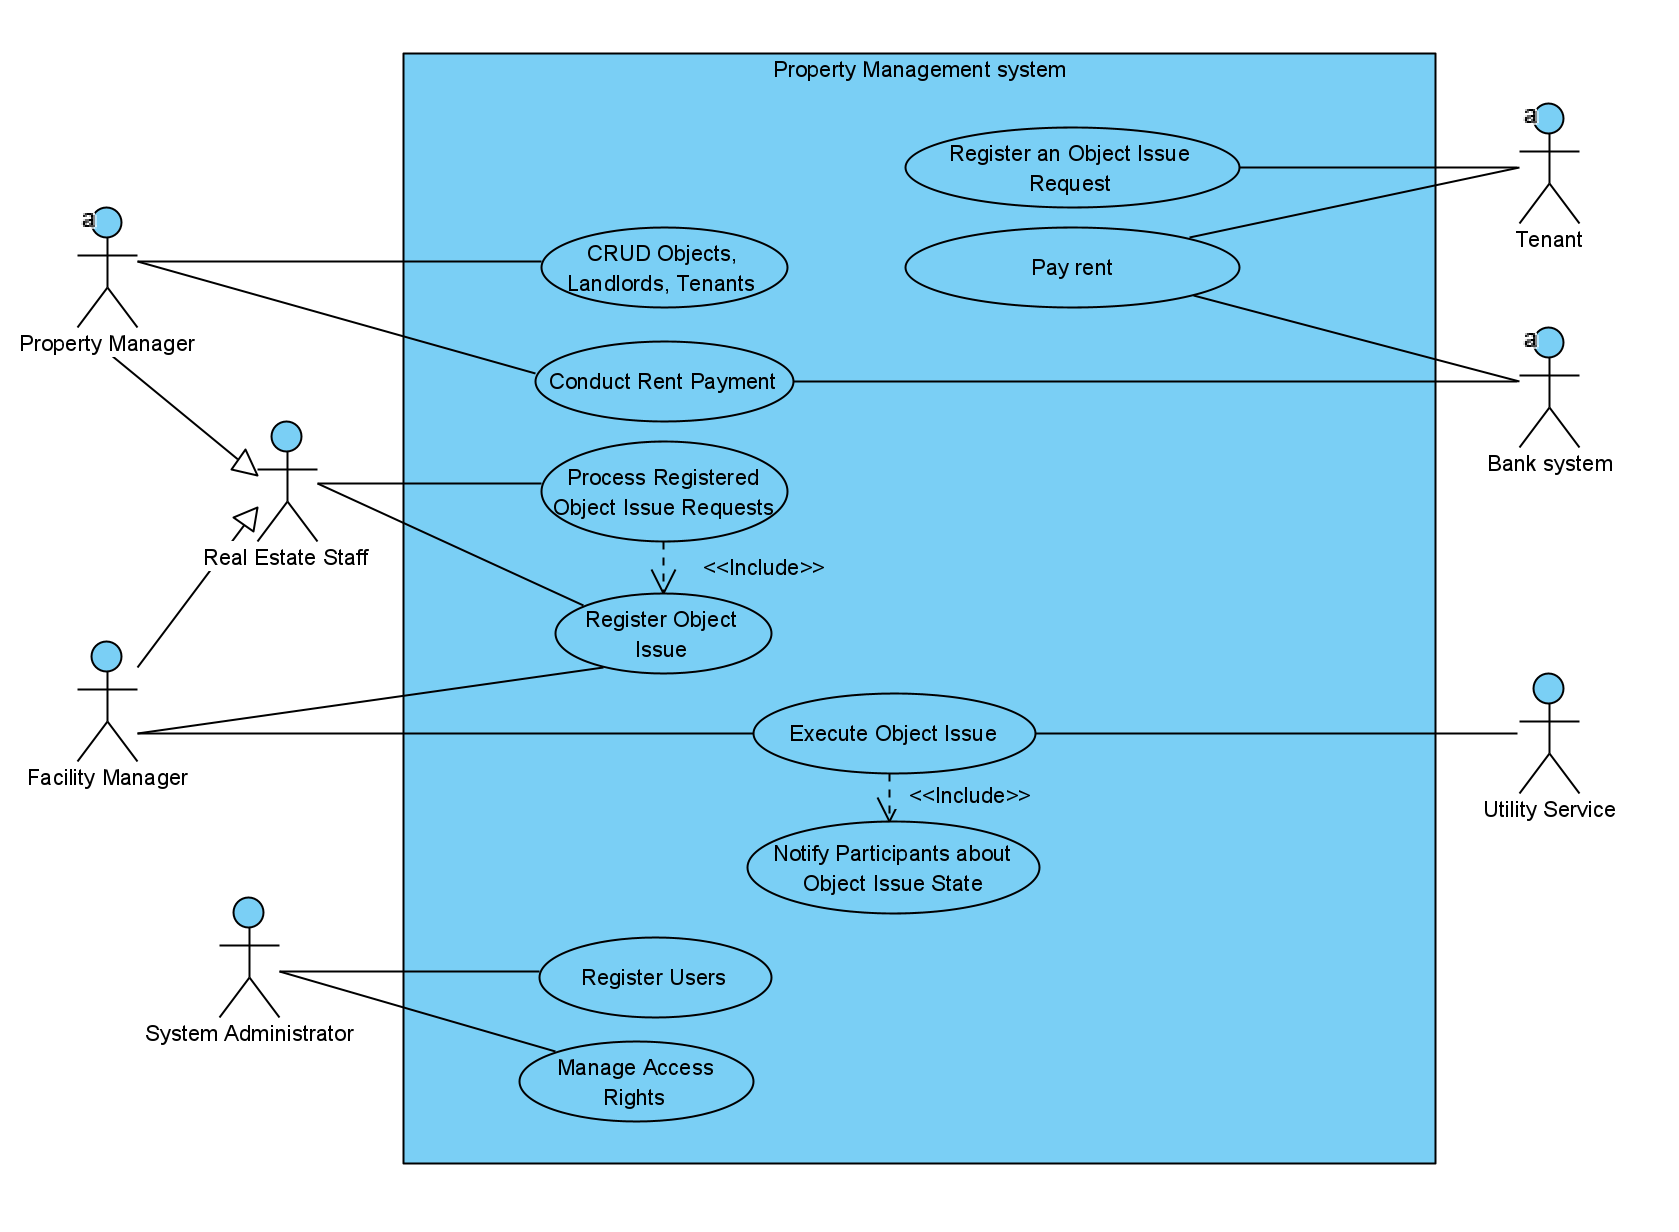 Property Management system
Register an Object Issue
Request
a
Tenant
a
Property Manager
CRUD Objects,
Landlords, Tenants
Pay rent
a
Bank system
Conduct Rent Payment
Real Estate Staff
Process Registered
Object Issue Requests
<<Include>>
Register Object
Issue
Facility Manager
Execute Object Issue
Utility Service
<<Include>>
Notify Participants about
Object Issue State
System Administrator
Register Users
Manage Access
Rights